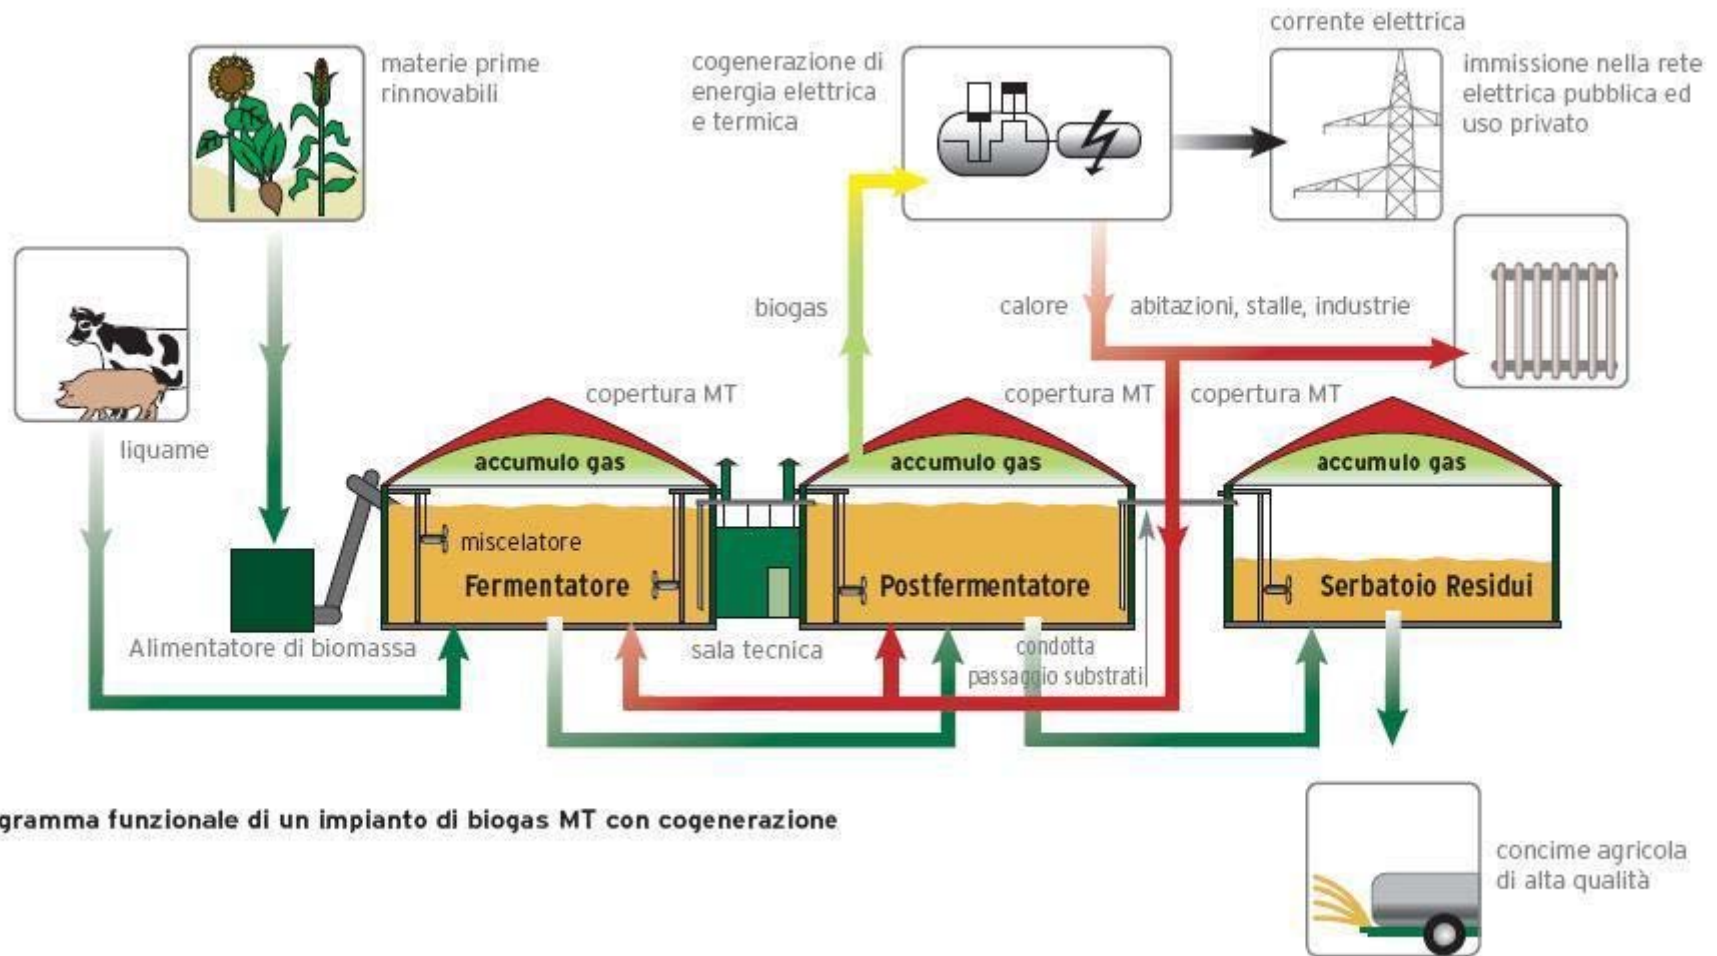 corrente elettrica
materie prime
rinnovabili
cogenerazione di
energia elettrica
e termica
immissione nella rete
elettrica pubblica ed
uso privato
biogas
calore
abitazioni, stalle, industrie
liquame
copertura MT
copertura MT
copertura MT
accumulo gas
accumulo gas
accumulo gas
miscelatore
Fermentatore
Postfermentatore
Serbatoio Residui
Alimentatore di biomassa
sala tecnica
condotta
passaggio substrati
gramma funzionale di un impianto di biogas MT con cogenerazione
concime agricola
di alta qualità